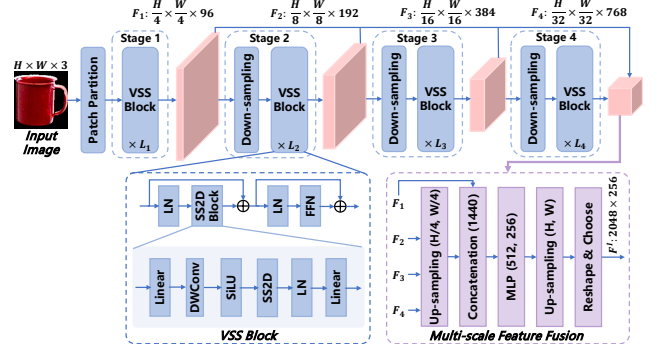 F₁: H/4 × W/4 × 96
F₂: H/8 × W/8 × 192
F₃: H/16 × W/16 × 384
F₄: H/32 × W/32 × 768
Stage 1
Stage 2
Stage 3
Stage 4
H × W × 3
Input
Image
Patch Partition
VSS
Block
× L₁
Down-sampling
VSS
Block
× L₂
Down-sampling
VSS
Block
× L₃
Down-sampling
VSS
Block
× L₄
LN
SS2D
Block
LN
FFN
Linear
DWConv
SiLU
SS2D
LN
Linear
VSS Block
F₁
F₂
F₃
F₄
Up-sampling (H/4, W/4)
Concatenation (1440)
MLP (512, 256)
Up-sampling (H, W)
Reshape & Choose
Fᴵ: 2048 × 256
Multi-scale Feature Fusion